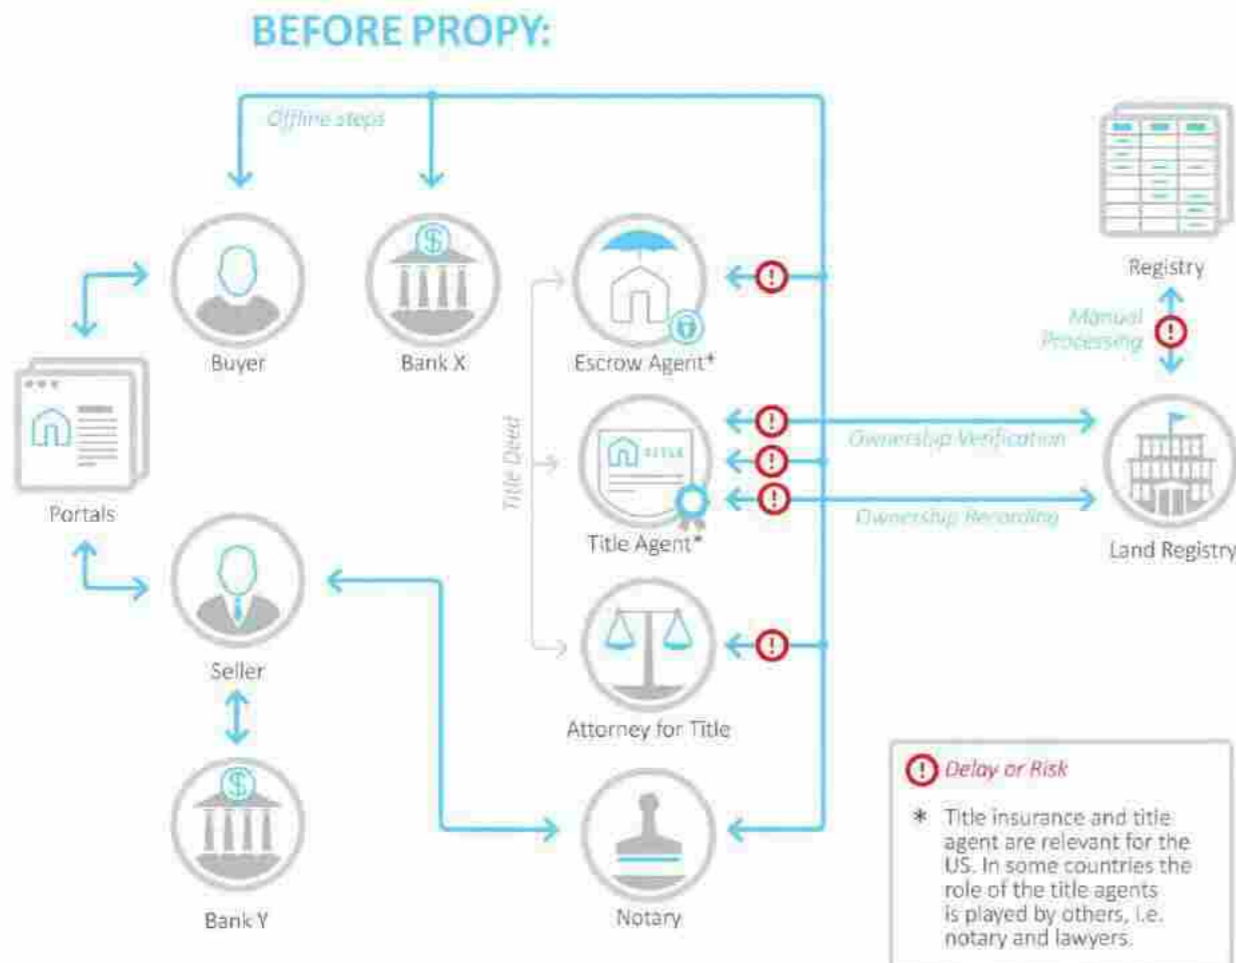 BEFORE PROPY:
Offline steps
Registry
Manual
Processing
Buyer
Bank X
Escrow Agent*
Portals
Title Deed
TITLE
Ownership Verification
Ownership Recording
Title Agent*
Land Registry
Seller
Attorney for Title
Bank Y
Notary
Delay or Risk
* Title insurance and title
agent are relevant for the
US. In some countries the
role of the title agents
is played by others, i.e.
notary and lawyers.